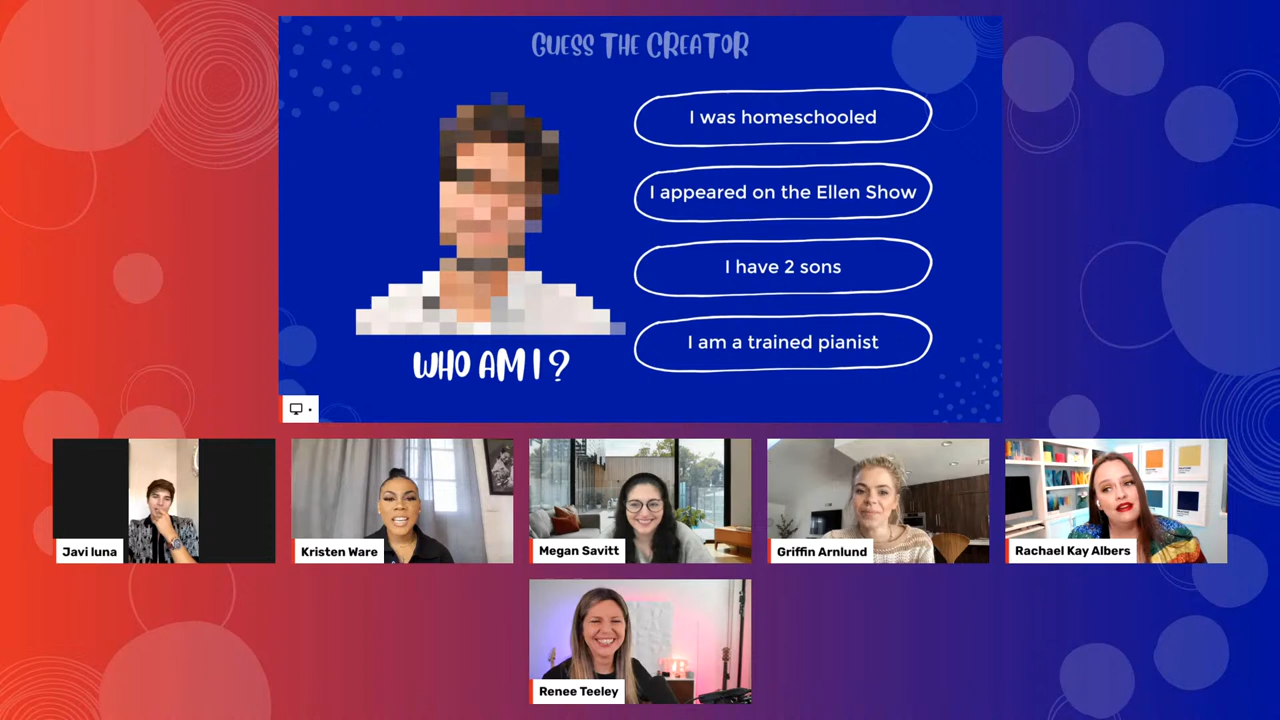 GUESS THE CREATOR
I was homeschooled
I appeared on the Ellen Show
I have 2 sons
I am a trained pianist
WHO AM I ?
Javi luna
Kristen Ware
Megan Savitt
Griffin Arnlund
Rachael Kay Albers
Renee Teeley